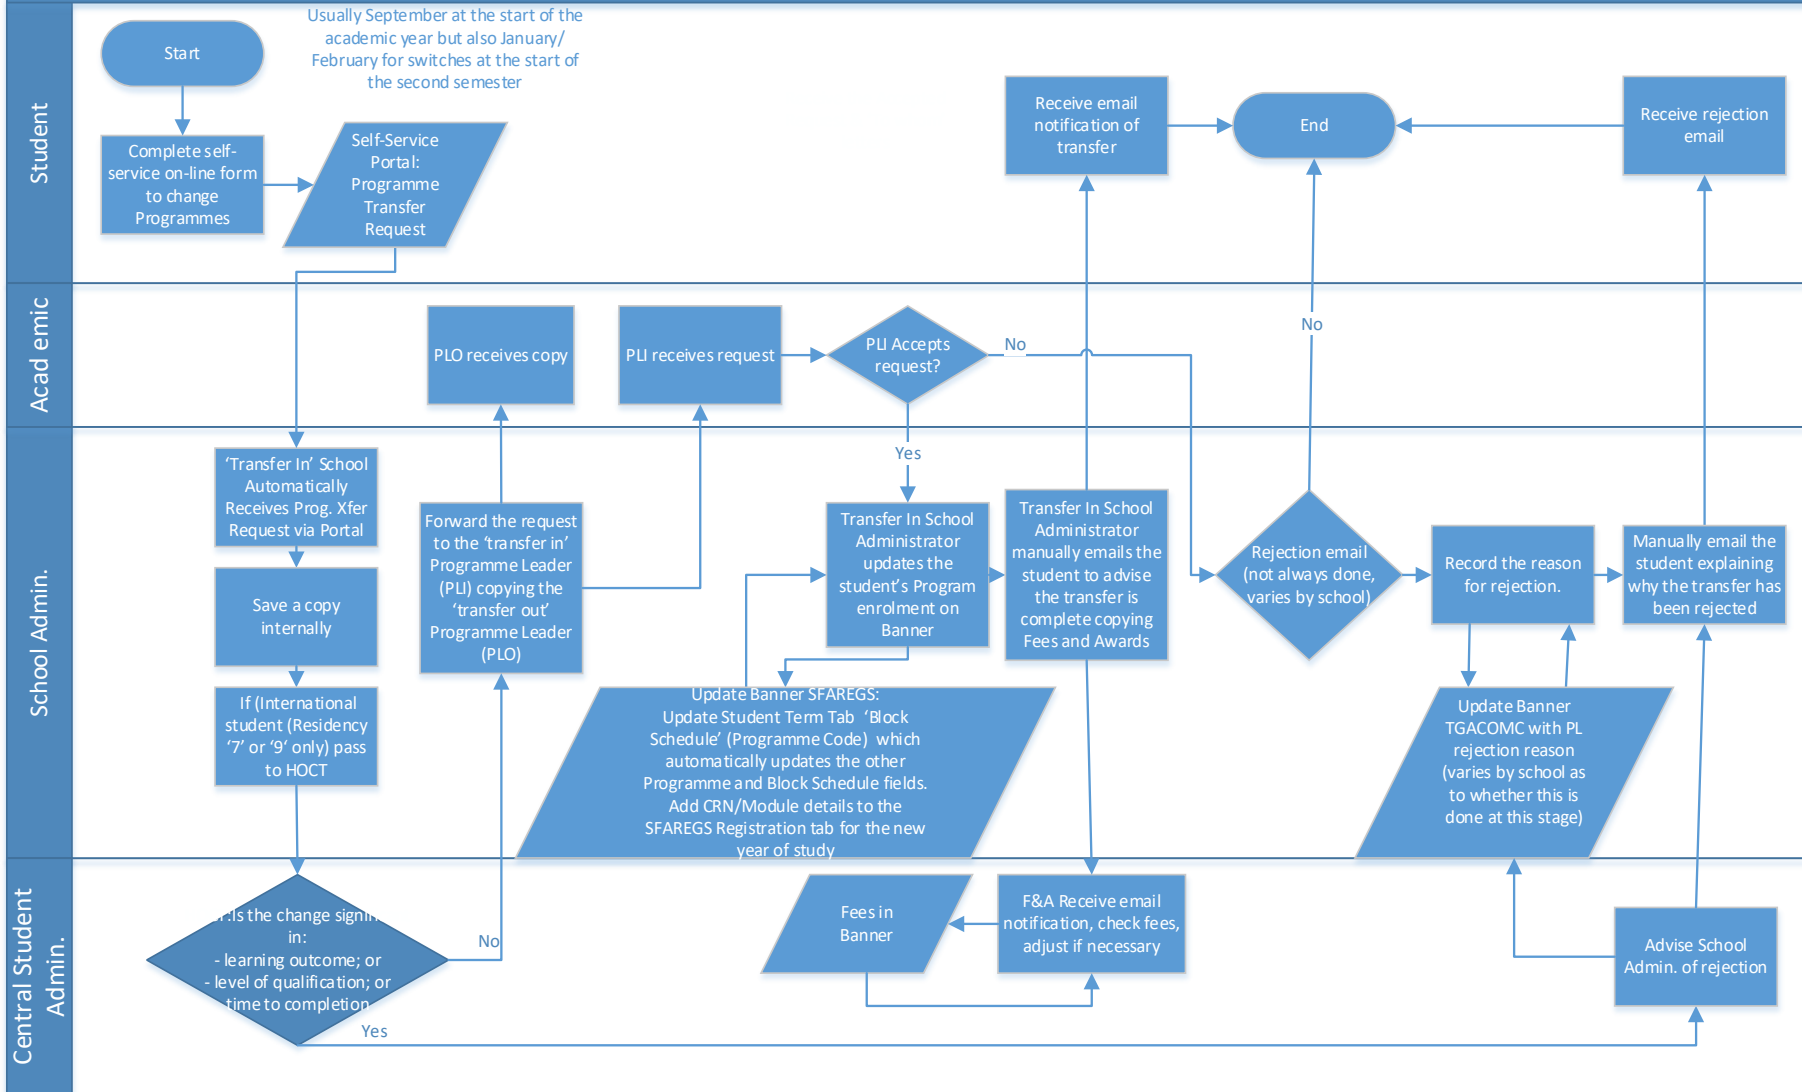 Student
Start
Usually September at the start of the
academic year but also January/
February for switches at the start of
the second semester
Complete self-
service on-line form
to change
Programmes
Self-Service
Portal:
Programme
Transfer
Request
Receive email
notification of
transfer
End
Receive rejection
email
Acad emic
PLO receives copy
PLI receives request
PLI Accepts
request?
No
No
Yes
School Admin.
‘Transfer In’ School
Automatically
Receives Prog. Xfer
Request via Portal
Save a copy
internally
If (International
student (Residency
‘7’ or ‘9‘ only) pass
to HOCT
Forward the request
to the ‘transfer in’
Programme Leader
(PLI) copying the
‘transfer out’
Programme Leader
(PLO)
Transfer In School
Administrator
updates the
student’s Program
enrolment on
Banner
Transfer In School
Administrator
manually emails the
student to advise
the transfer is
complete copying
Fees and Awards
Rejection email
(not always done,
varies by school)
Record the reason
for rejection.
Manually email the
student explaining
why the transfer has
been rejected
Update Banner SFAREGS:
Update Student Term Tab ‘Block
Schedule’ (Programme Code) which
automatically updates the other
Programme and Block Schedule fields.
Add CRN/Module details to the
SFAREGS Registration tab for the new
year of study
Update Banner
TGACOMC with PL
rejection reason
(varies by school as
to whether this is
done at this stage)
Central Student
Admin.
Is the change
in:
- learning outcome; or
- level of qualification; or
time to completion
No
Yes
Fees in
Banner
F&A Receive email
notification, check fees,
adjust if necessary
Advise School
Admin. of rejection